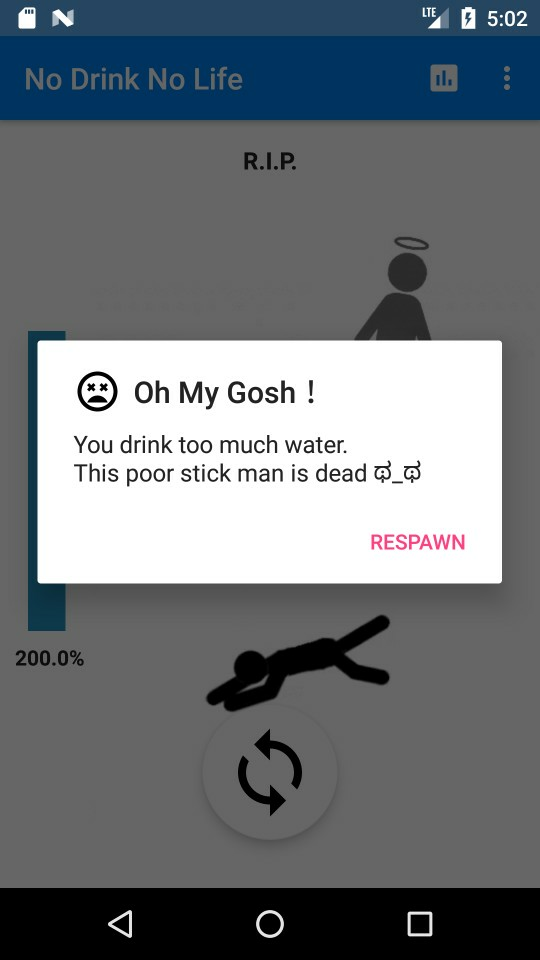 LTE 5:02
No Drink No Life
R.I.P.
Oh My Gosh！
You drink too much water.
This poor stick man is dead ಥ_ಥ
RESPAWN
200.0%